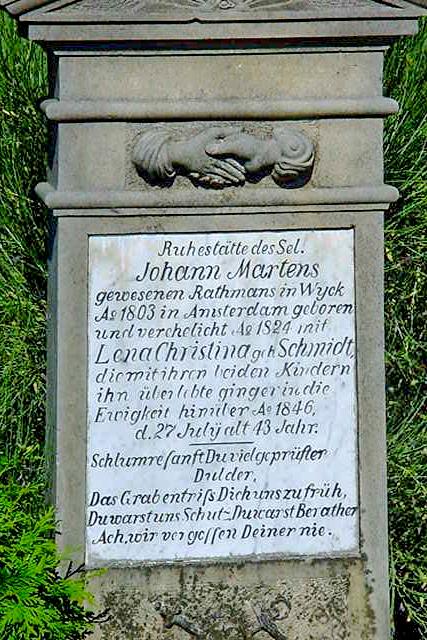 Ruhestätte des Sel.
Johann Martens
gewesenen Rathmans in Wyck
Aº 1803 in Amsterdam geboren
und verehelicht Aº 1824 mit
Lena Christina geb Schmidt,
die mit ihren beiden Kindern
ihn überlebte ging er in die
Ewigkeit hinüber Aº 1846,
d. 27 July alt 43 Jahr.
Schlumre sanft Du vielgeprüfter
Dulder,
Das Grab entriſs Dich uns zu früh,
Du warst uns Schutz, Du warst Berather
Ach, wir vergeſsen Deiner nie.